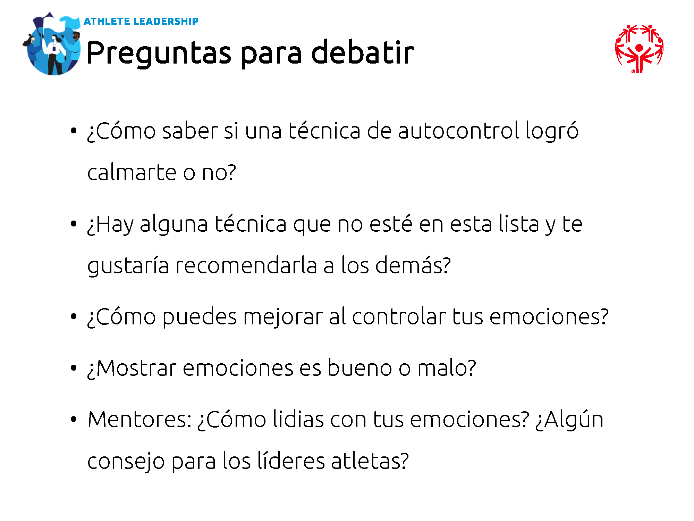 ATHLETE LEADERSHIP
Preguntas para debatir
• ¿Cómo saber si una técnica de autocontrol logró
calmarte o no?
• ¿Hay alguna técnica que no esté en esta lista y te
gustaría recomendarla a los demás?
• ¿Cómo puedes mejorar al controlar tus emociones?
• ¿Mostrar emociones es bueno o malo?
• Mentores: ¿Cómo lidias con tus emociones? ¿Algún
consejo para los líderes atletas?